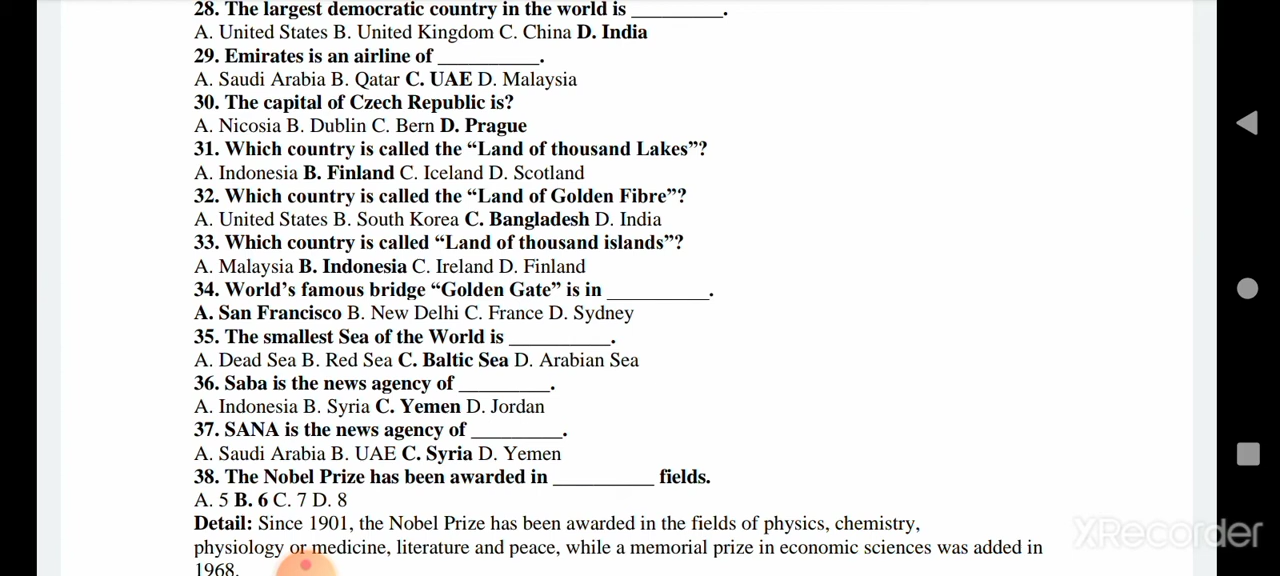 28. The largest democratic country in the world is _________.
A. United States B. United Kingdom C. China D. India
29. Emirates is an airline of __________.
A. Saudi Arabia B. Qatar C. UAE D. Malaysia
30. The capital of Czech Republic is?
A. Nicosia B. Dublin C. Bern D. Prague
31. Which country is called the “Land of thousand Lakes”?
A. Indonesia B. Finland C. Iceland D. Scotland
32. Which country is called the “Land of Golden Fibre”?
A. United States B. South Korea C. Bangladesh D. India
33. Which country is called “Land of thousand islands”?
A. Malaysia B. Indonesia C. Ireland D. Finland
34. World’s famous bridge “Golden Gate” is in __________.
A. San Francisco B. New Delhi C. France D. Sydney
35. The smallest Sea of the World is __________.
A. Dead Sea B. Red Sea C. Baltic Sea D. Arabian Sea
36. Saba is the news agency of _________.
A. Indonesia B. Syria C. Yemen D. Jordan
37. SANA is the news agency of _________.
A. Saudi Arabia B. UAE C. Syria D. Yemen
38. The Nobel Prize has been awarded in __________ fields.
A. 5 B. 6 C. 7 D. 8
Detail: Since 1901, the Nobel Prize has been awarded in the fields of physics, chemistry,
physiology or medicine, literature and peace, while a memorial prize in economic sciences was added in
1968.
XRecorder